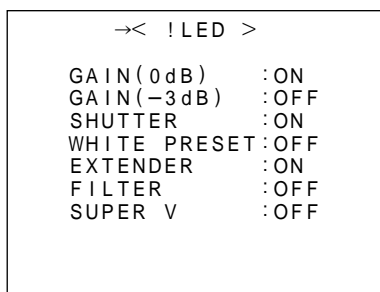 →< !LED >
GAIN(0dB) :ON
GAIN(−3dB) :OFF
SHUTTER :ON
WHITE PRESET:OFF
EXTENDER :ON
FILTER :OFF
SUPER V :OFF